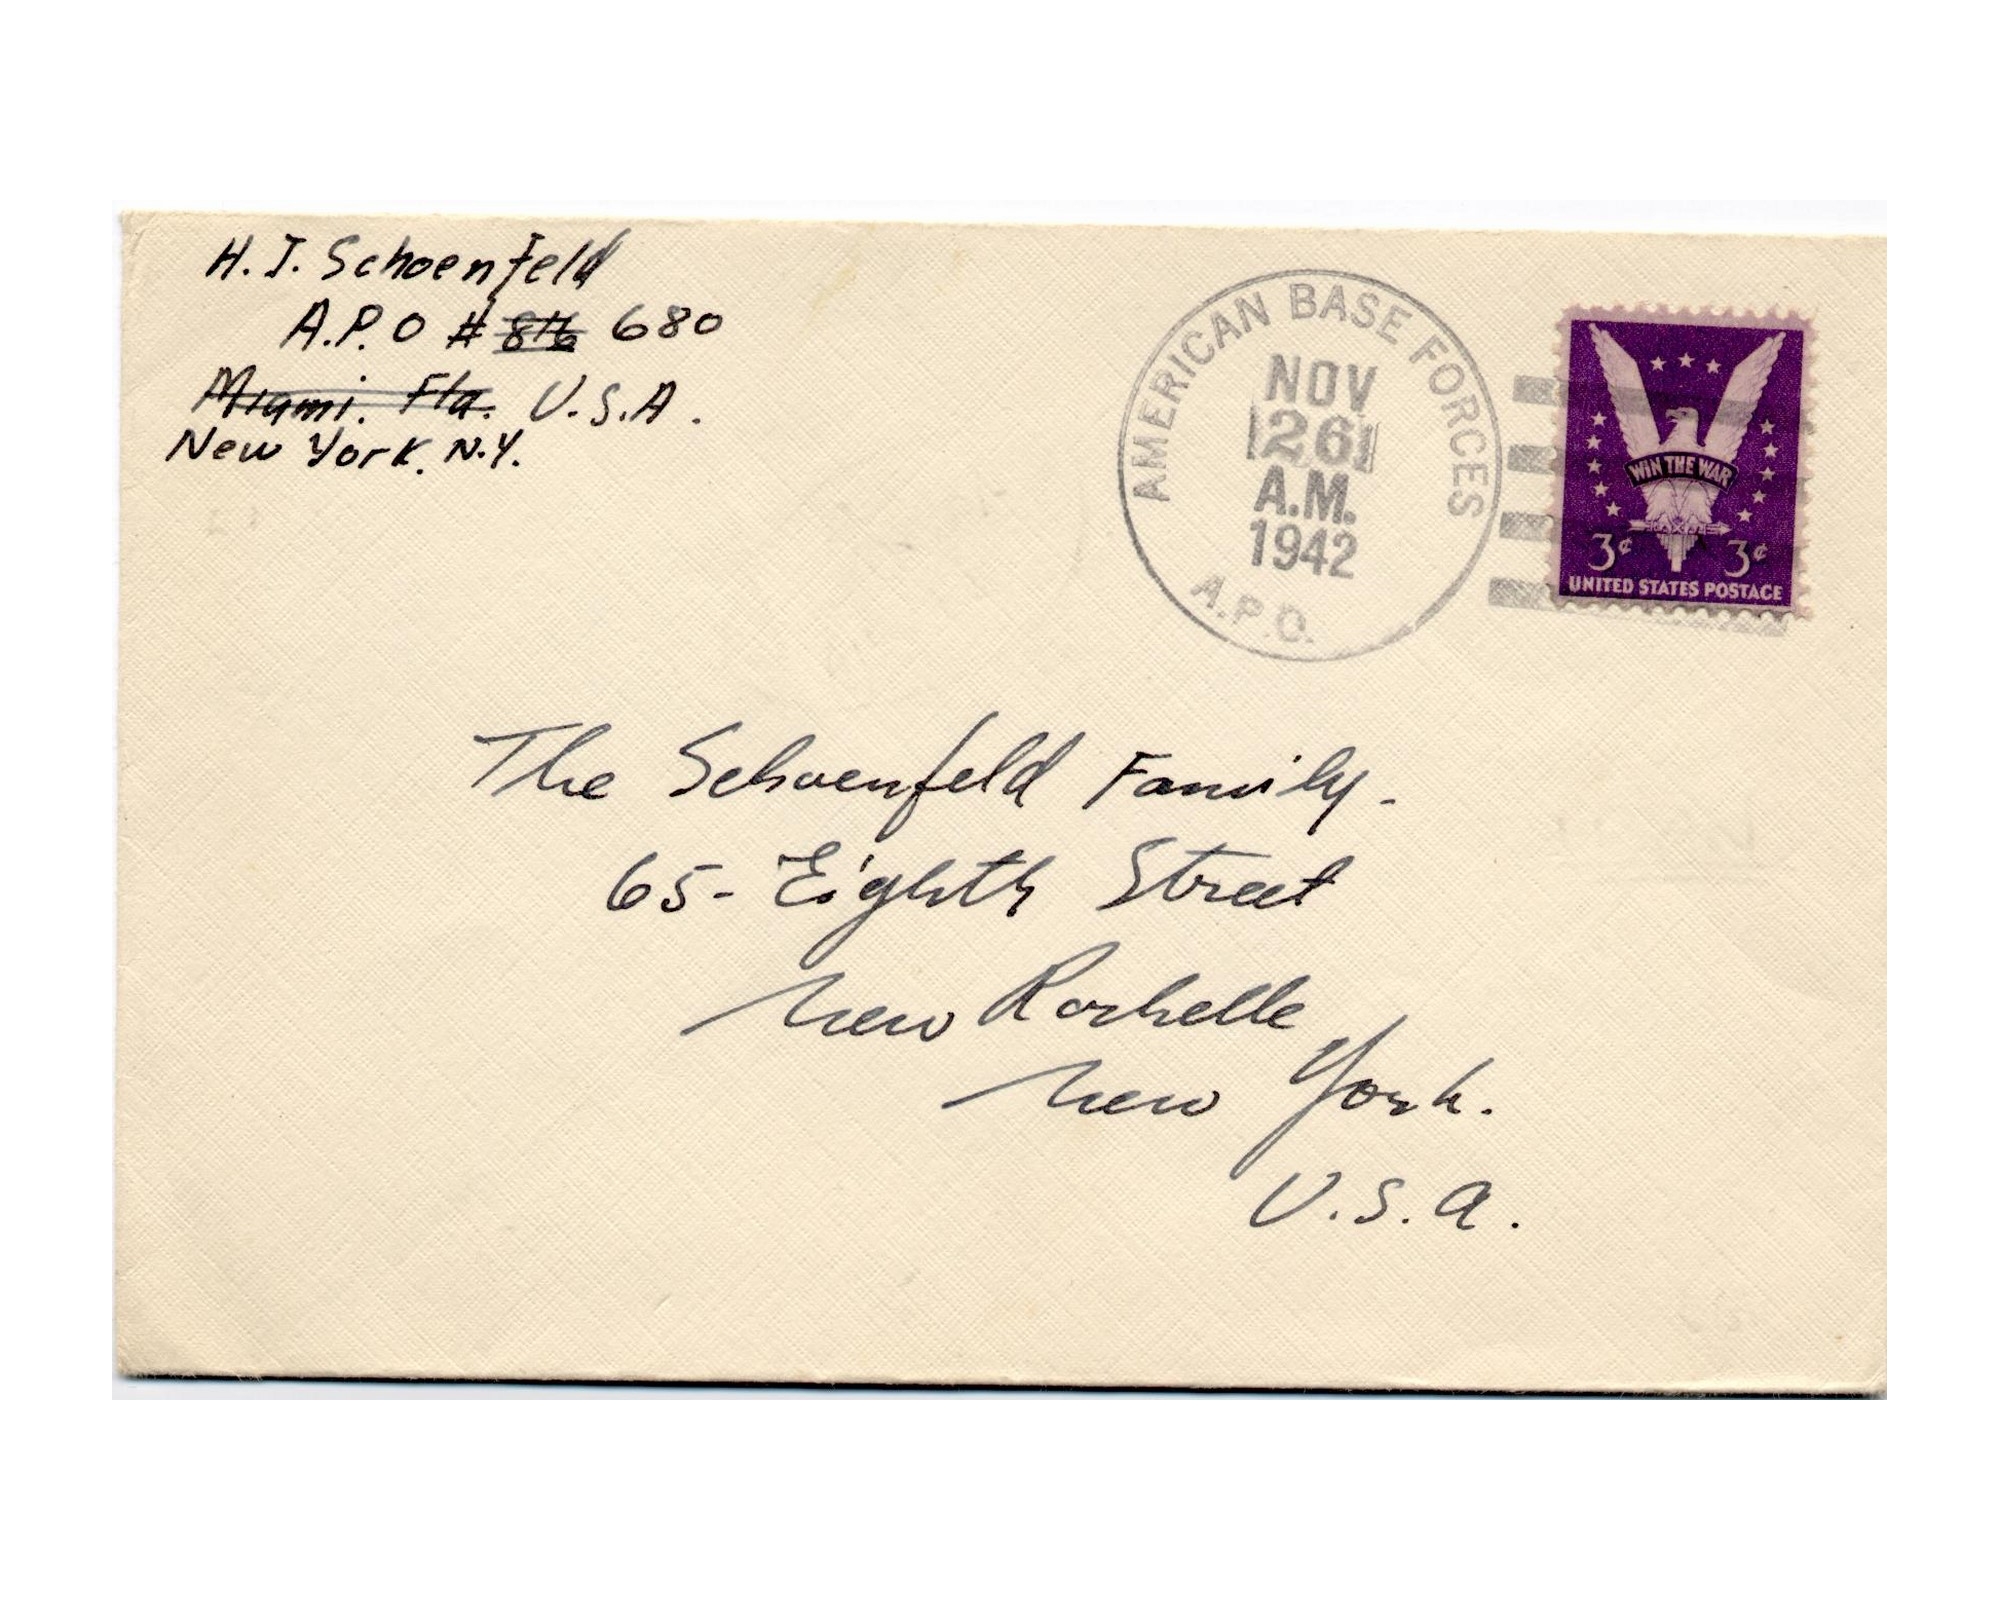 H. I. Schoenfeld
A.P.O # 816 680
Miami. Fla. U.S.A.
New York. N.Y.
AMERICAN BASE FORCES
NOV
26
A.M.
1942
A.P.O.
WIN THE WAR
3¢ 3¢
UNITED STATES POSTAGE
The Schoenfeld Family.
65- Eighth Street
New Rochelle
New York.
U.S.A.